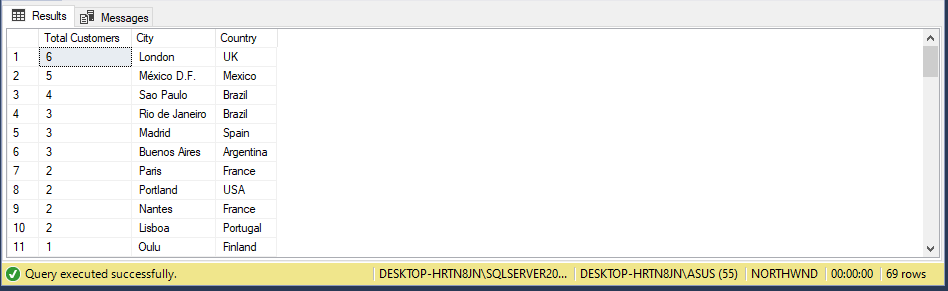 Results Messages
Total Customers City Country
1 6 London UK
2 5 México D.F. Mexico
3 4 Sao Paulo Brazil
4 3 Rio de Janeiro Brazil
5 3 Madrid Spain
6 3 Buenos Aires Argentina
7 2 Paris France
8 2 Portland USA
9 2 Nantes France
10 2 Lisboa Portugal
11 1 Oulu Finland
Query executed successfully. DESKTOP-HRTN8JN\SQLSERVER20... DESKTOP-HRTN8JN\ASUS (55) NORTHWND 00:00:00 69 rows